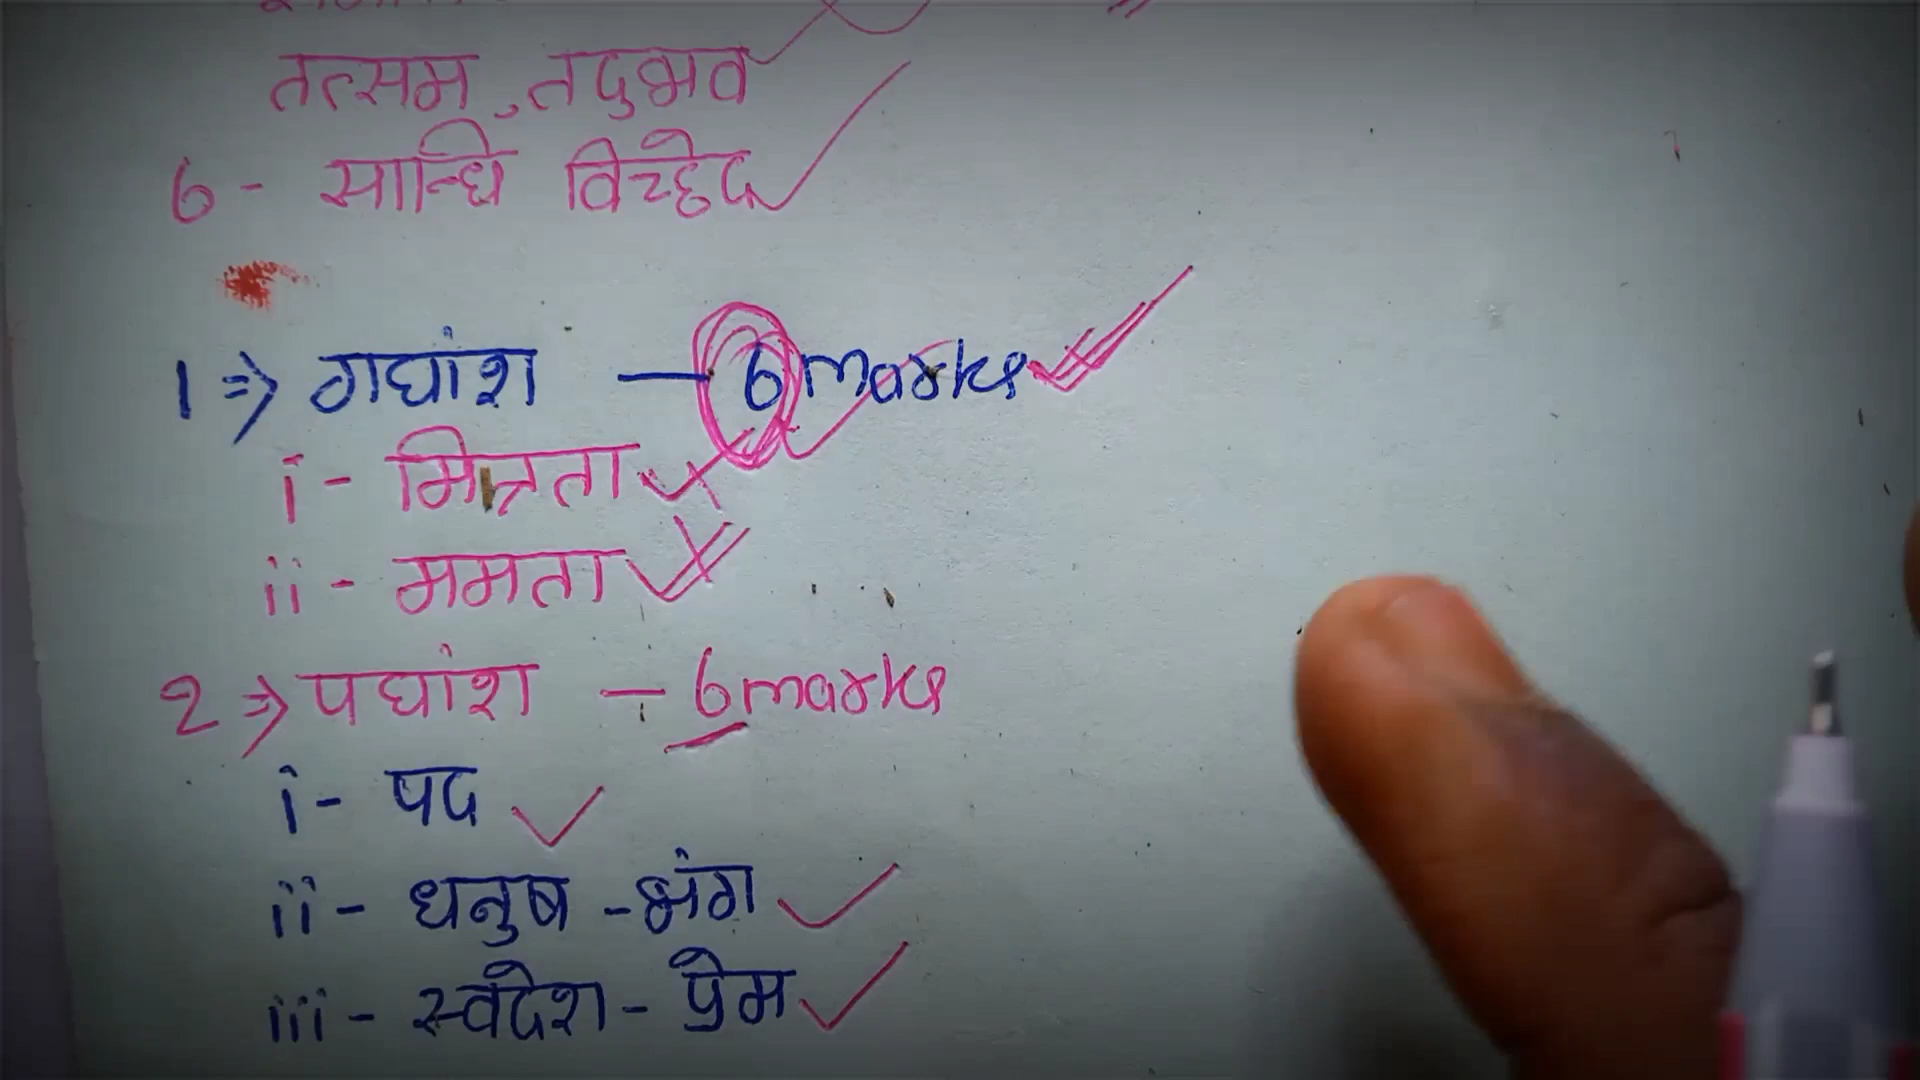 तत्सम, तदुभव
6 - सान्धि विच्छेद
1 ⇒ गद्यांश — 6 marks
i - मित्रता
ii - ममता
2 ⇒ पद्यांश — 6 marks
i - पद
ii - धनुष - भंग
iii - स्वदेश - प्रेम